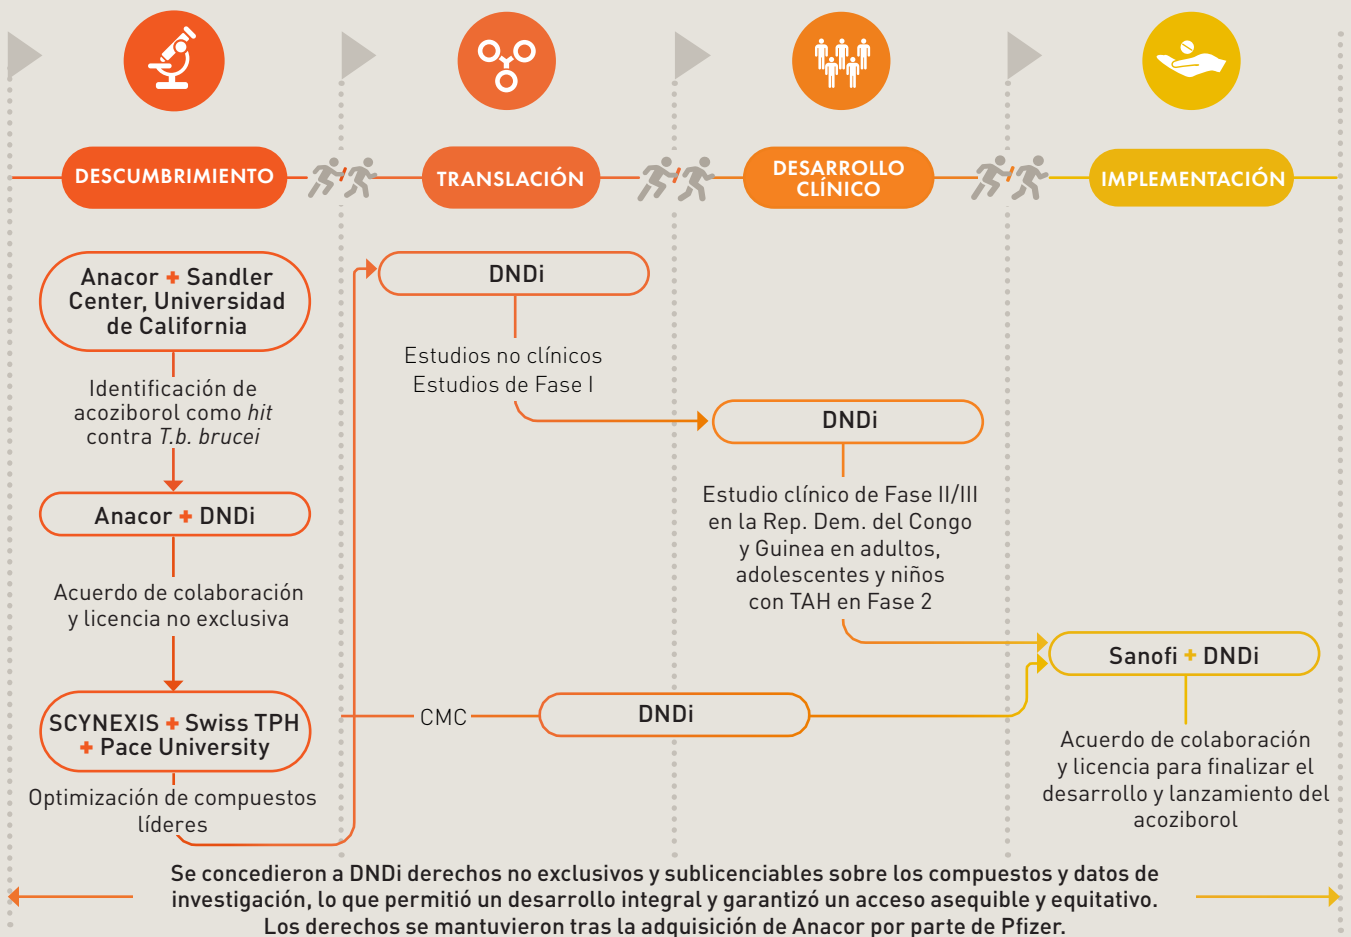 DESCUMBRIMIENTO
TRANSLACIÓN
DESARROLLO
CLÍNICO
IMPLEMENTACIÓN
Anacor + Sandler
Center, Universidad
de California
Identificación de
acoziborol como hit
contra T.b. brucei
Anacor + DNDi
Acuerdo de colaboración
y licencia no exclusiva
SCYNEXIS + Swiss TPH
+ Pace University
Optimización de compuestos
líderes
DNDi
Estudios no clínicos
Estudios de Fase I
DNDi
Estudio clínico de Fase II/III
en la Rep. Dem. del Congo
y Guinea en adultos,
adolescentes y niños
con TAH en Fase 2
CMC
DNDi
Sanofi + DNDi
Acuerdo de colaboración
y licencia para finalizar el
desarrollo y lanzamiento del
acoziborol
Se concedieron a DNDi derechos no exclusivos y sublicenciables sobre los compuestos y datos de
investigación, lo que permitió un desarrollo integral y garantizó un acceso asequible y equitativo.
Los derechos se mantuvieron tras la adquisición de Anacor por parte de Pfizer.